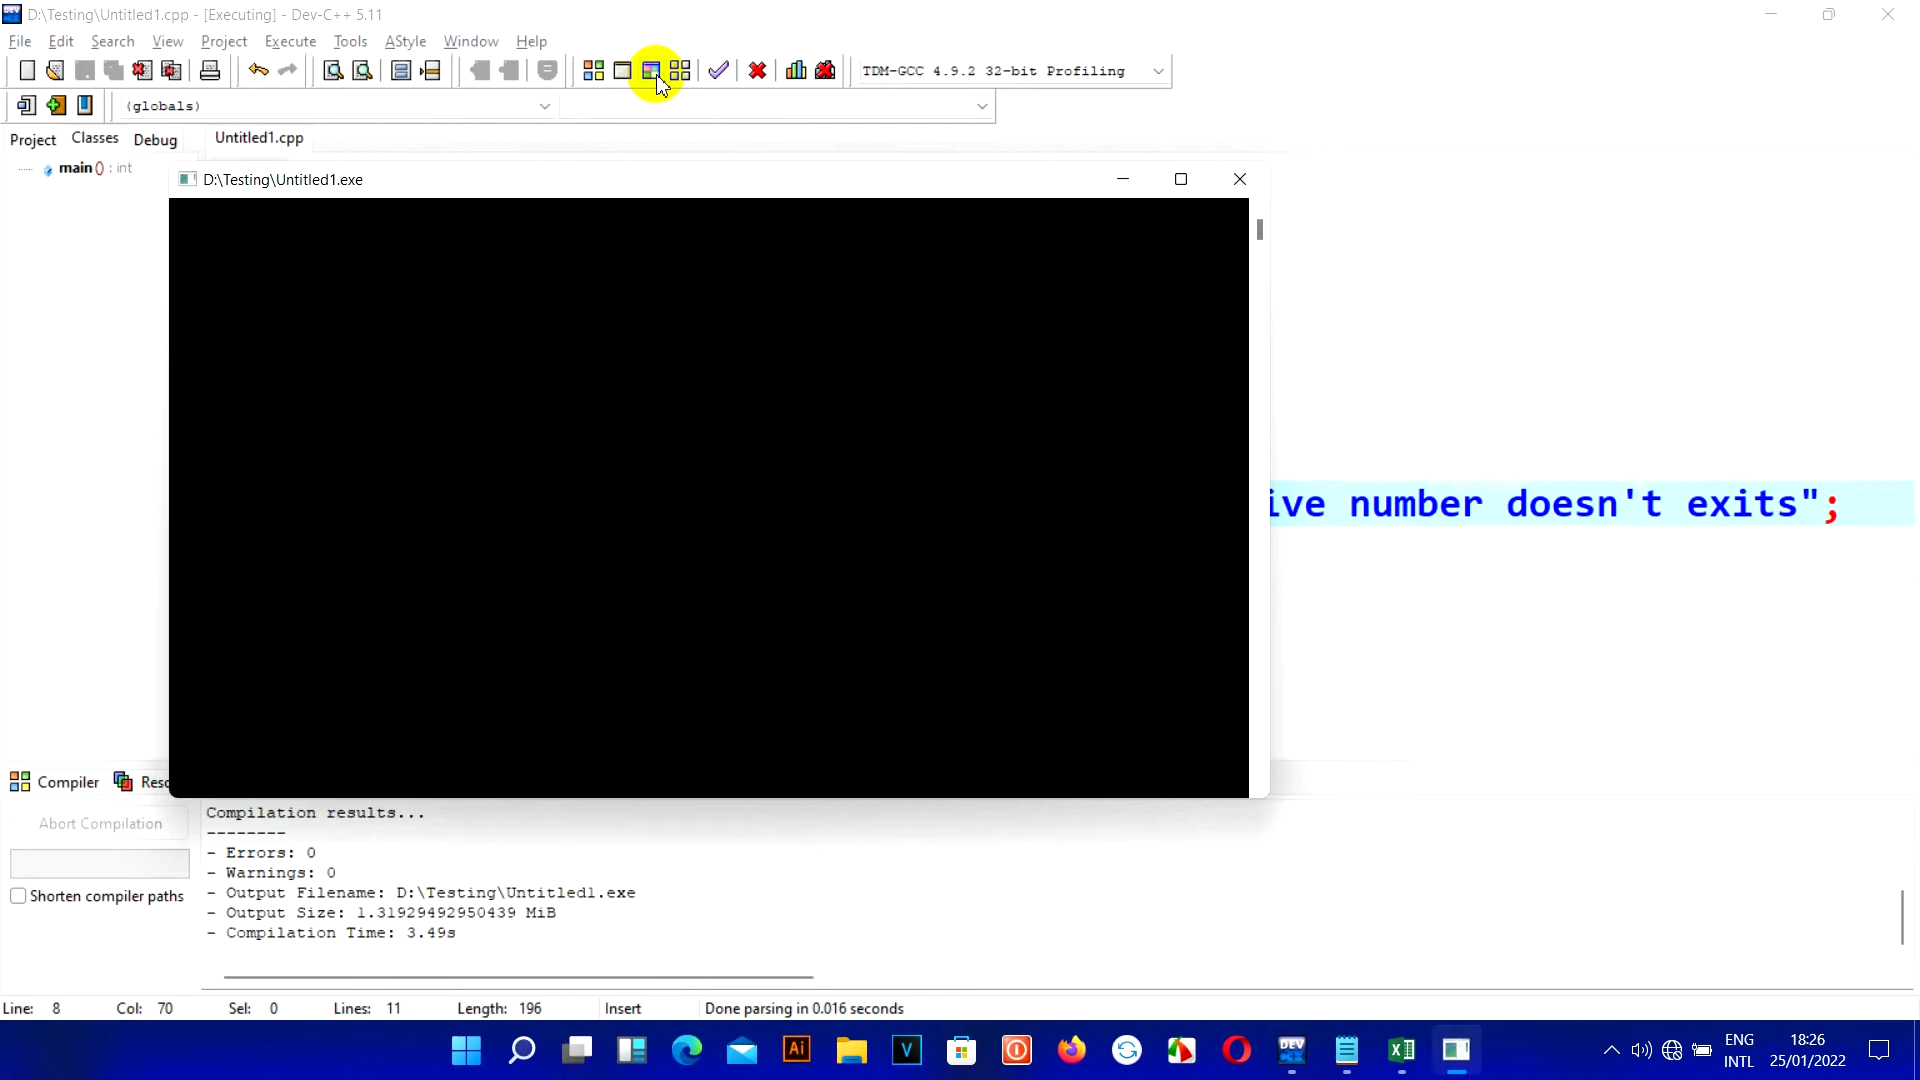 D:\Testing\Untitled1.cpp - [Executing] - Dev-C++ 5.11
File Edit Search View Project Execute Tools AStyle Window Help
TDM-GCC 4.9.2 32-bit Profiling
(globals)
Project Classes Debug Untitled1.cpp
main () : int
D:\Testing\Untitled1.exe
ive number doesn't exits";
Compiler Reso
Abort Compilation
Shorten compiler paths
Compilation results...
--------
- Errors: 0
- Warnings: 0
- Output Filename: D:\Testing\Untitled1.exe
- Output Size: 1.31929492950439 MiB
- Compilation Time: 3.49s
Line: 8 Col: 70 Sel: 0 Lines: 11 Length: 196 Insert Done parsing in 0.016 seconds
DEV
Ai
V
DEV
ENG
INTL
18:26
25/01/2022